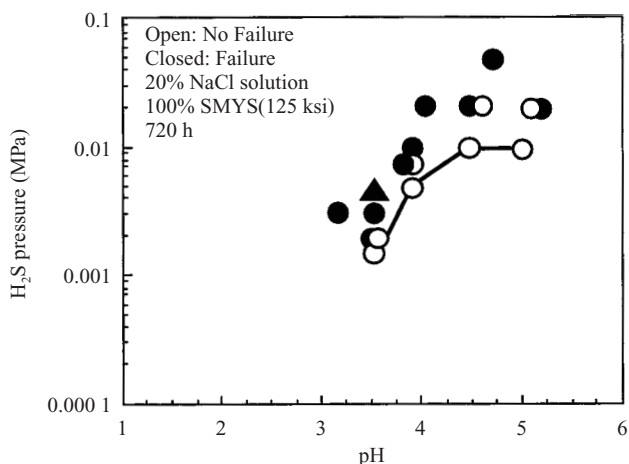 0.1
Open: No Failure
Closed: Failure
20% NaCl solution
100% SMYS(125 ksi)
720 h
0.01
0.001
0.000 1
H₂S pressure (MPa)
1 2 3 4 5 6
pH